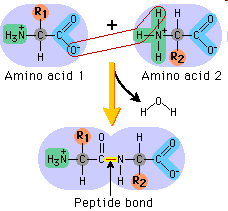 R1
+
H
H3N+
C
C
O
O-
H
H
H
N+
H
C
C
O
O-
H
R2
Amino acid 1
Amino acid 2
H
O
H
R1
O
H
H3N+
C
C
N
C
C
O
O-
H
H
R2
Peptide bond